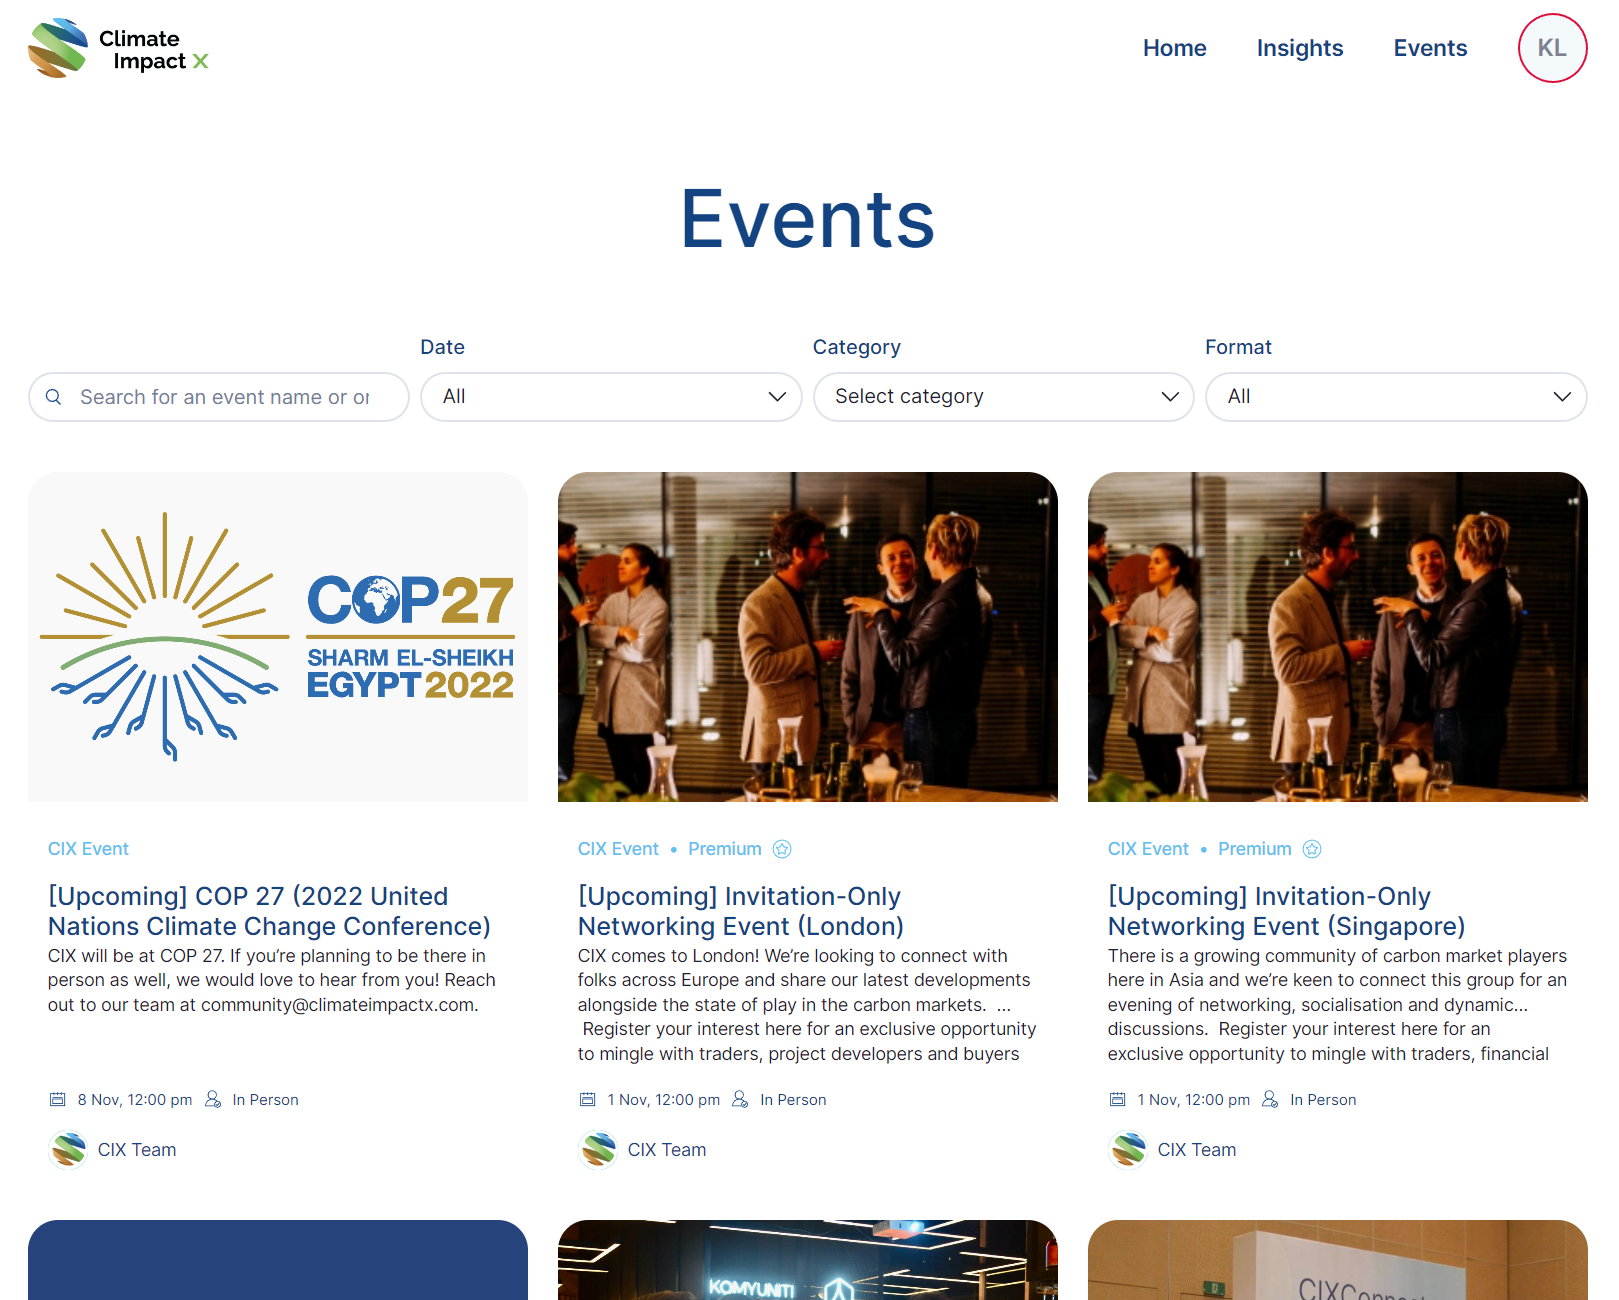 Climate
Impact X
Home
Insights
Events
KL
Events
Date
Category
Format
Search for an event name or or
All
Select category
All
COP27
SHARM EL-SHEIKH
EGYPT 2022
CIX Event
[Upcoming] COP 27 (2022 United
Nations Climate Change Conference)
CIX will be at COP 27. If you’re planning to be there in
person as well, we would love to hear from you! Reach
out to our team at community@climateimpactx.com.
8 Nov, 12:00 pm
In Person
CIX Team
CIX Event • Premium
[Upcoming] Invitation-Only
Networking Event (London)
CIX comes to London! We’re looking to connect with
folks across Europe and share our latest developments
alongside the state of play in the carbon markets. ...
Register your interest here for an exclusive opportunity
to mingle with traders, project developers and buyers
1 Nov, 12:00 pm
In Person
CIX Team
CIX Event • Premium
[Upcoming] Invitation-Only
Networking Event (Singapore)
There is a growing community of carbon market players
here in Asia and we’re keen to connect this group for an
evening of networking, socialisation and dynamic...
discussions. Register your interest here for an
exclusive opportunity to mingle with traders, financial
1 Nov, 12:00 pm
In Person
CIX Team
KOMYUNITI